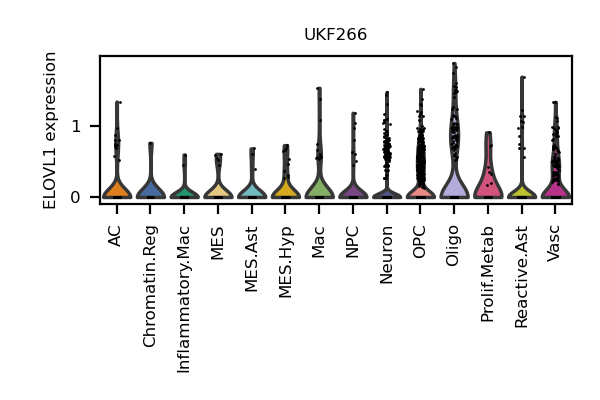 UKF266
ELOVL1 expression
1
0
AC
Chromatin.Reg
Inflammatory.Mac
MES
MES.Ast
MES.Hyp
Mac
NPC
Neuron
OPC
Oligo
Prolif.Metab
Reactive.Ast
Vasc